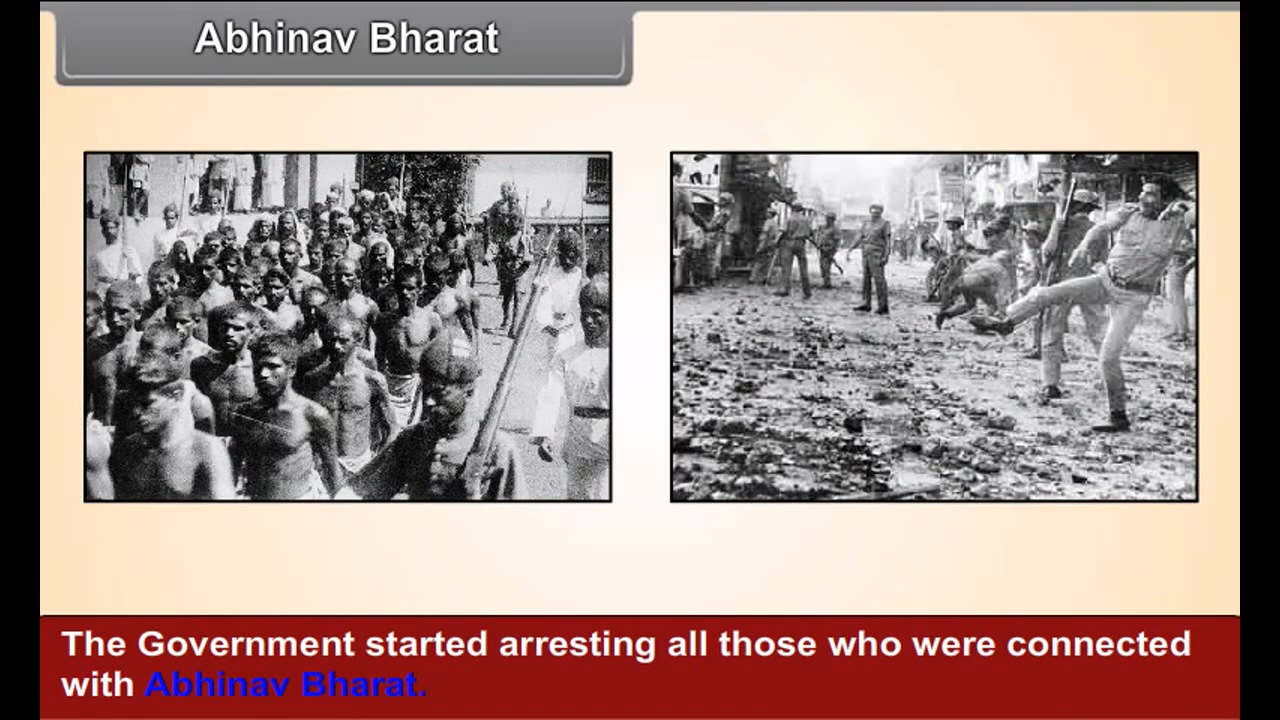 Abhinav Bharat
The Government started arresting all those who were connected
with Abhinav Bharat.